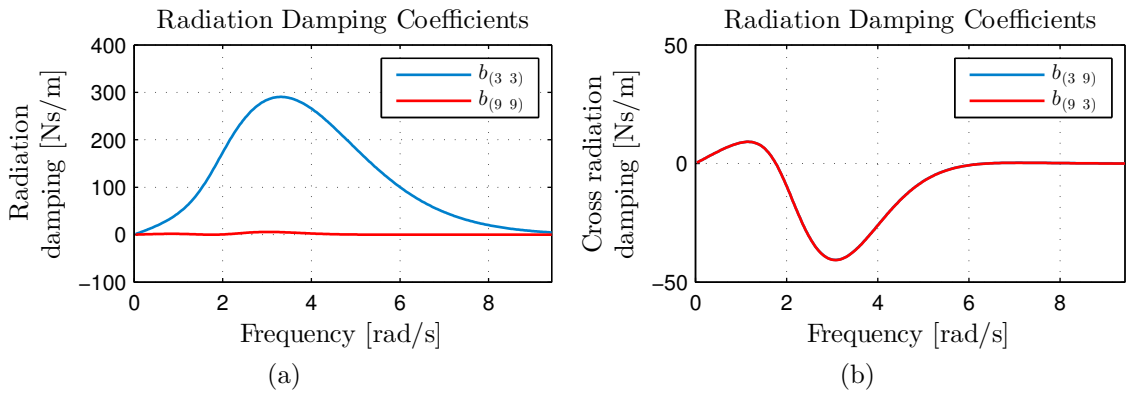 Radiation Damping Coefficients
Radiation
damping [Ns/m]
400
300
200
100
0
−100
0 2 4 6 8
Frequency [rad/s]
b(3 3)
b(9 9)
(a)
Radiation Damping Coefficients
Cross radiation
damping [Ns/m]
50
0
−50
0 2 4 6 8
Frequency [rad/s]
b(3 9)
b(9 3)
(b)